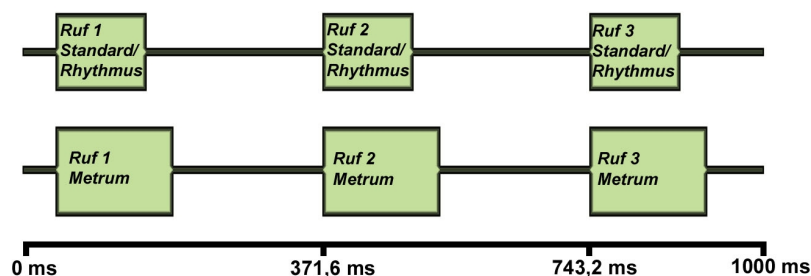 Ruf 1
Standard/
Rhythmus
Ruf 2
Standard/
Rhythmus
Ruf 3
Standard/
Rhythmus
Ruf 1
Metrum
Ruf 2
Metrum
Ruf 3
Metrum
0 ms 371,6 ms 743,2 ms 1000 ms